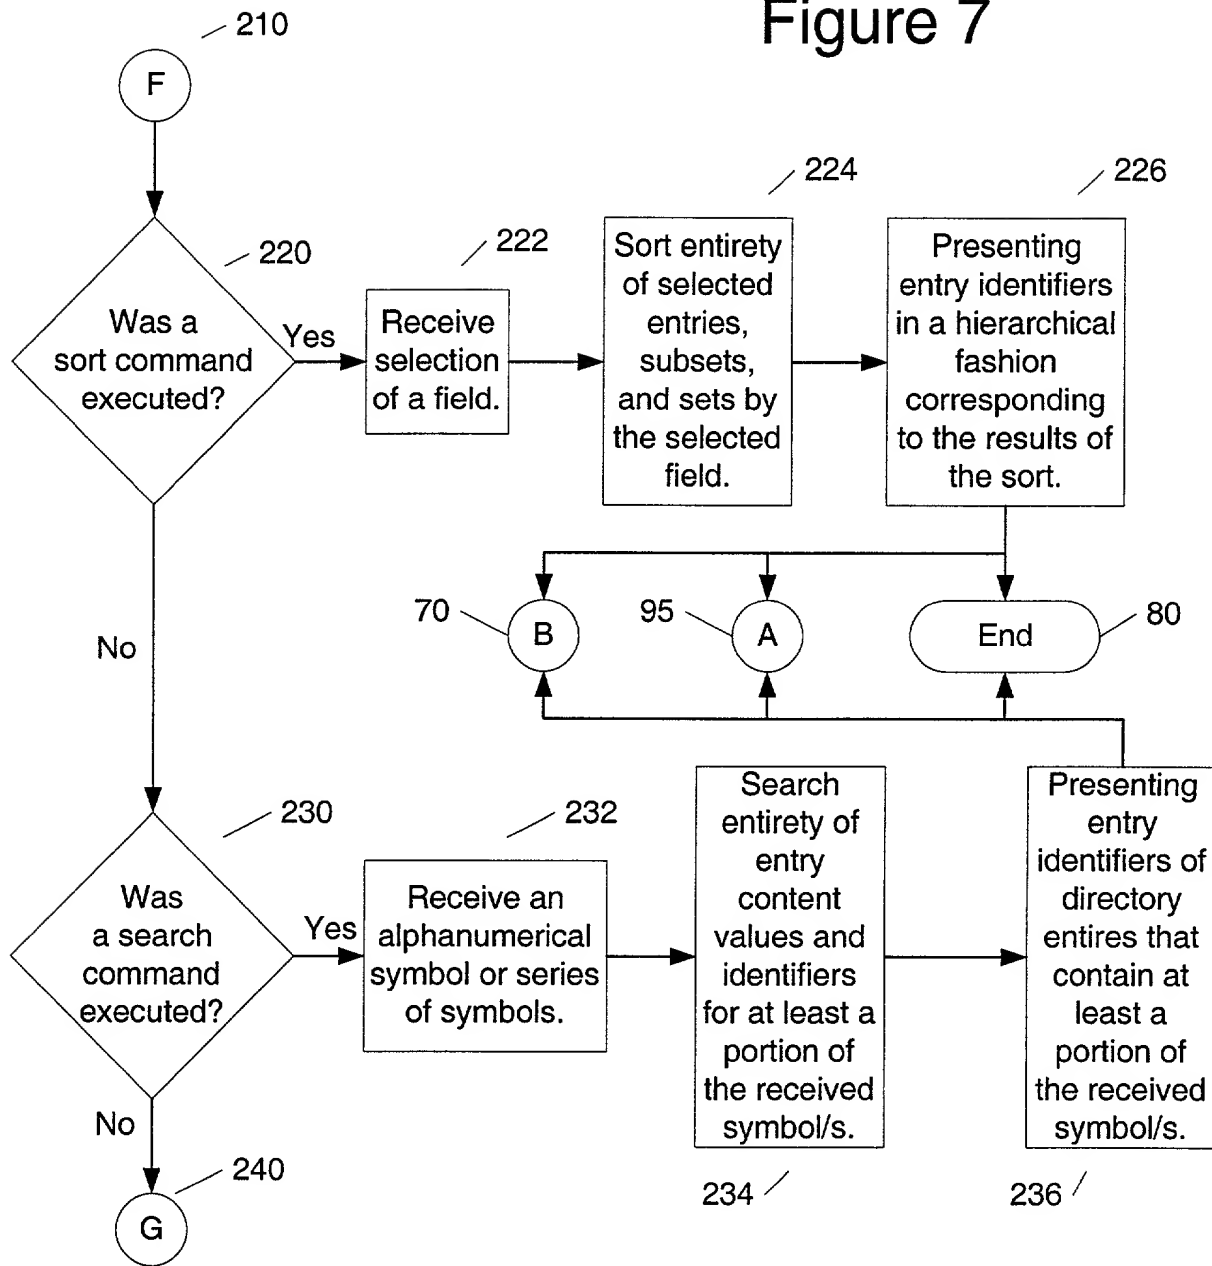 Figure 7
210
F
224
226
220
222
Was a
sort command
executed?
Yes
Receive
selection
of a field.
Sort entirety
of selected
entries,
subsets,
and sets by
the selected
field.
Presenting
entry identifiers
in a hierarchical
fashion
corresponding
to the results of
the sort.
70
B
95
A
End
80
No
230
232
Was
a search
command
executed?
Yes
Receive an
alphanumerical
symbol or series
of symbols.
Search
entirety of
entry
content
values and
identifiers
for at least a
portion of
the received
symbol/s.
Presenting
entry
identifiers of
directory
entires that
contain at
least a
portion of
the received
symbol/s.
No
240
G
234
236